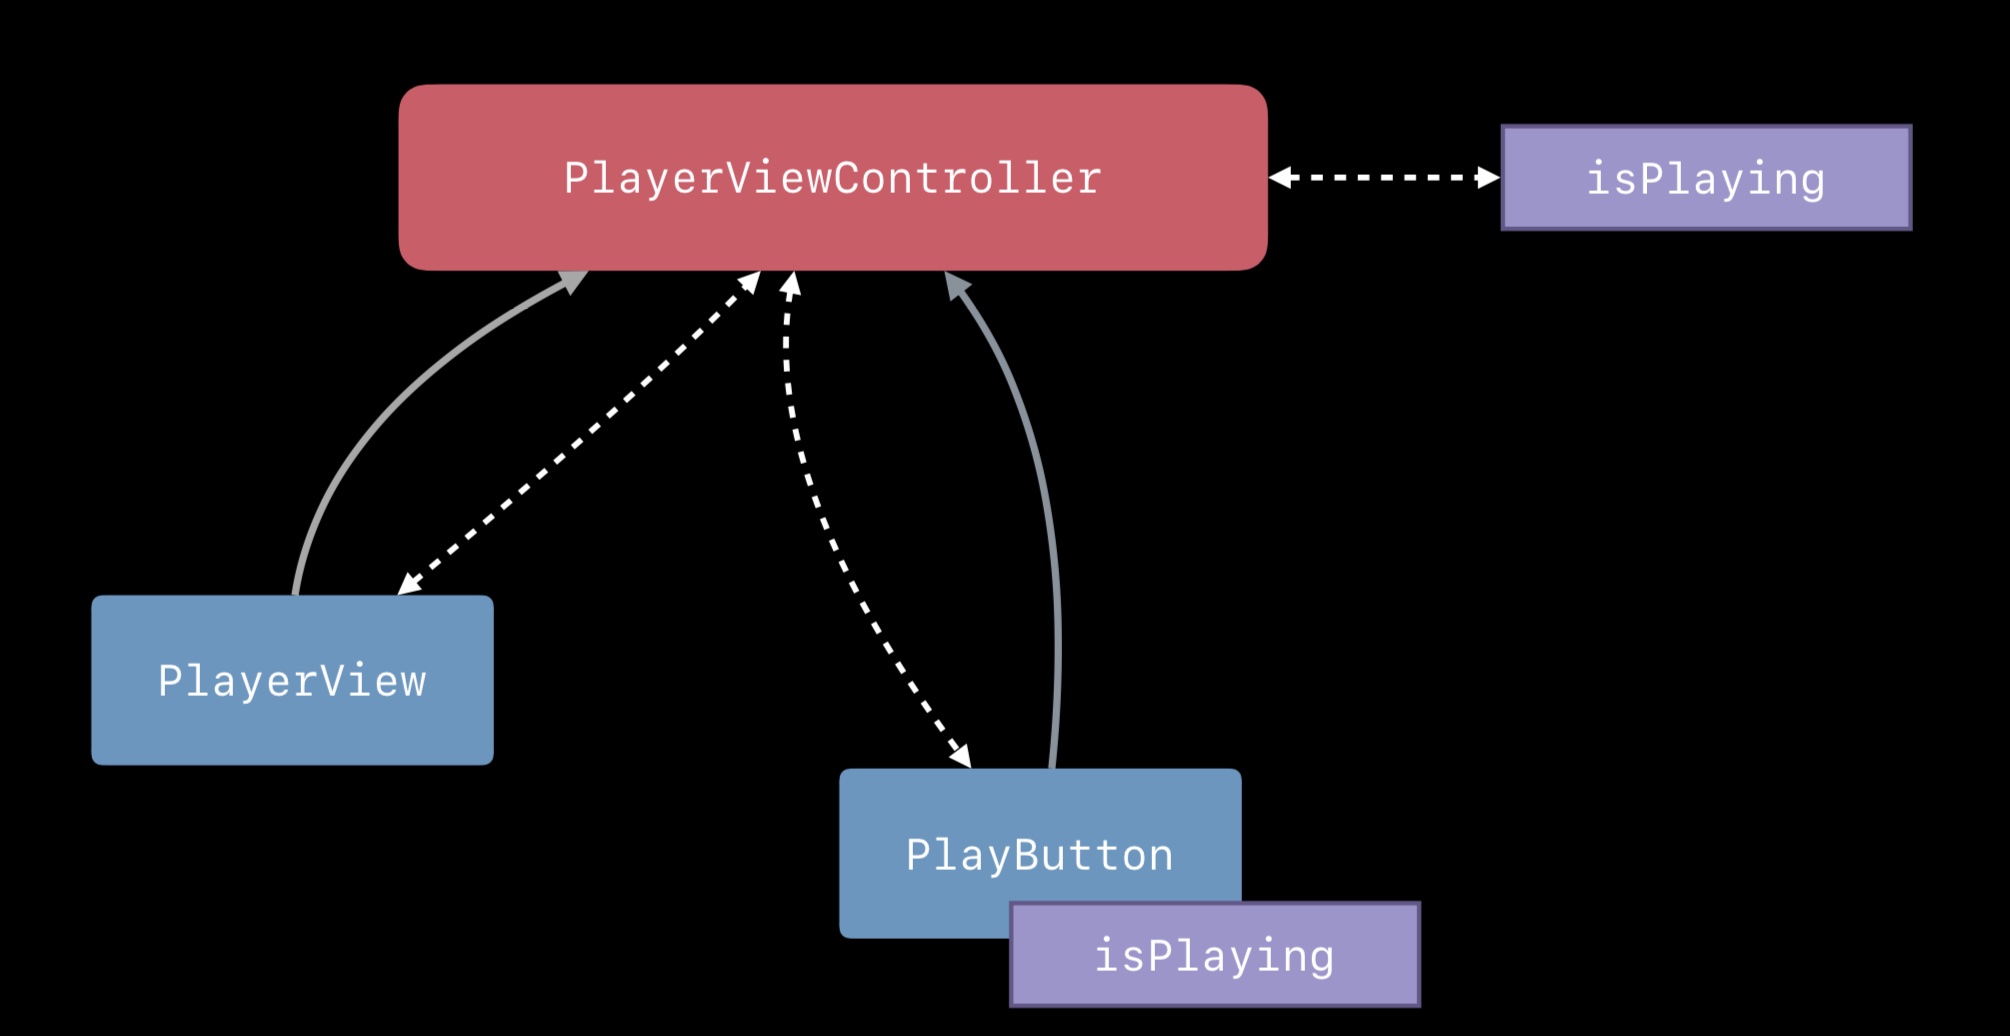 PlayerViewController
isPlaying
PlayerView
PlayButton
isPlaying